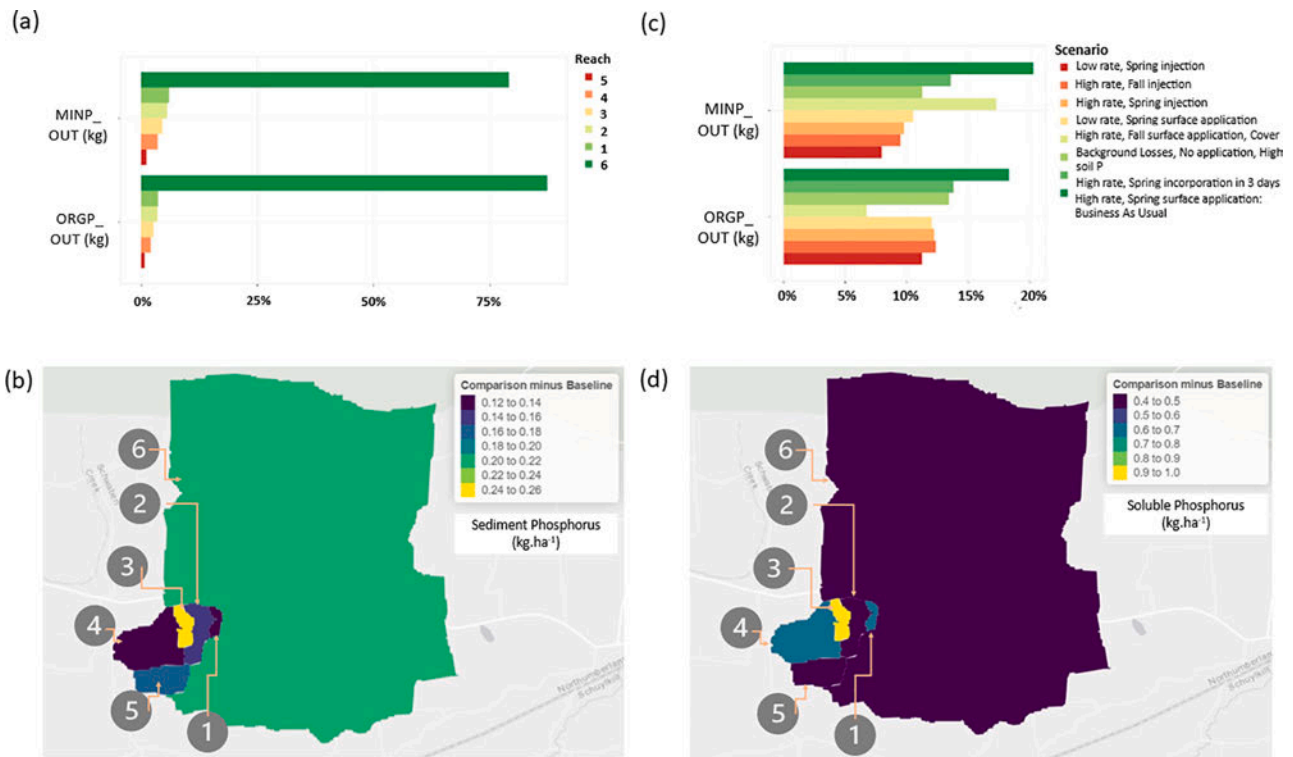 (a)
Reach
5
4
3
2
1
6
MINP_
OUT (kg)
ORGP_
OUT (kg)
0%
25%
50%
75%
(c)
Scenario
Low rate, Spring injection
High rate, Fall injection
High rate, Spring injection
Low rate, Spring surface application
High rate, Fall surface application, Cover
Background Losses, No application, High
soil P
High rate, Spring incorporation in 3 days
High rate, Spring surface application:
Business As Usual
MINP_
OUT (kg)
ORGP_
OUT (kg)
0%
5%
10%
15%
20%
(b)
Comparison minus Baseline
0.12 to 0.14
0.14 to 0.16
0.16 to 0.18
0.18 to 0.20
0.20 to 0.22
0.22 to 0.24
0.24 to 0.26
Sediment Phosphorus
(kg.ha⁻¹)
6
2
3
4
5
1
Creek
Northumberland
Schuylkill
(d)
Comparison minus Baseline
0.4 to 0.5
0.5 to 0.6
0.6 to 0.7
0.7 to 0.8
0.8 to 0.9
0.9 to 1.0
Soluble Phosphorus
(kg.ha⁻¹)
6
2
3
4
5
1
Creek
Northumberland
Schuylkill